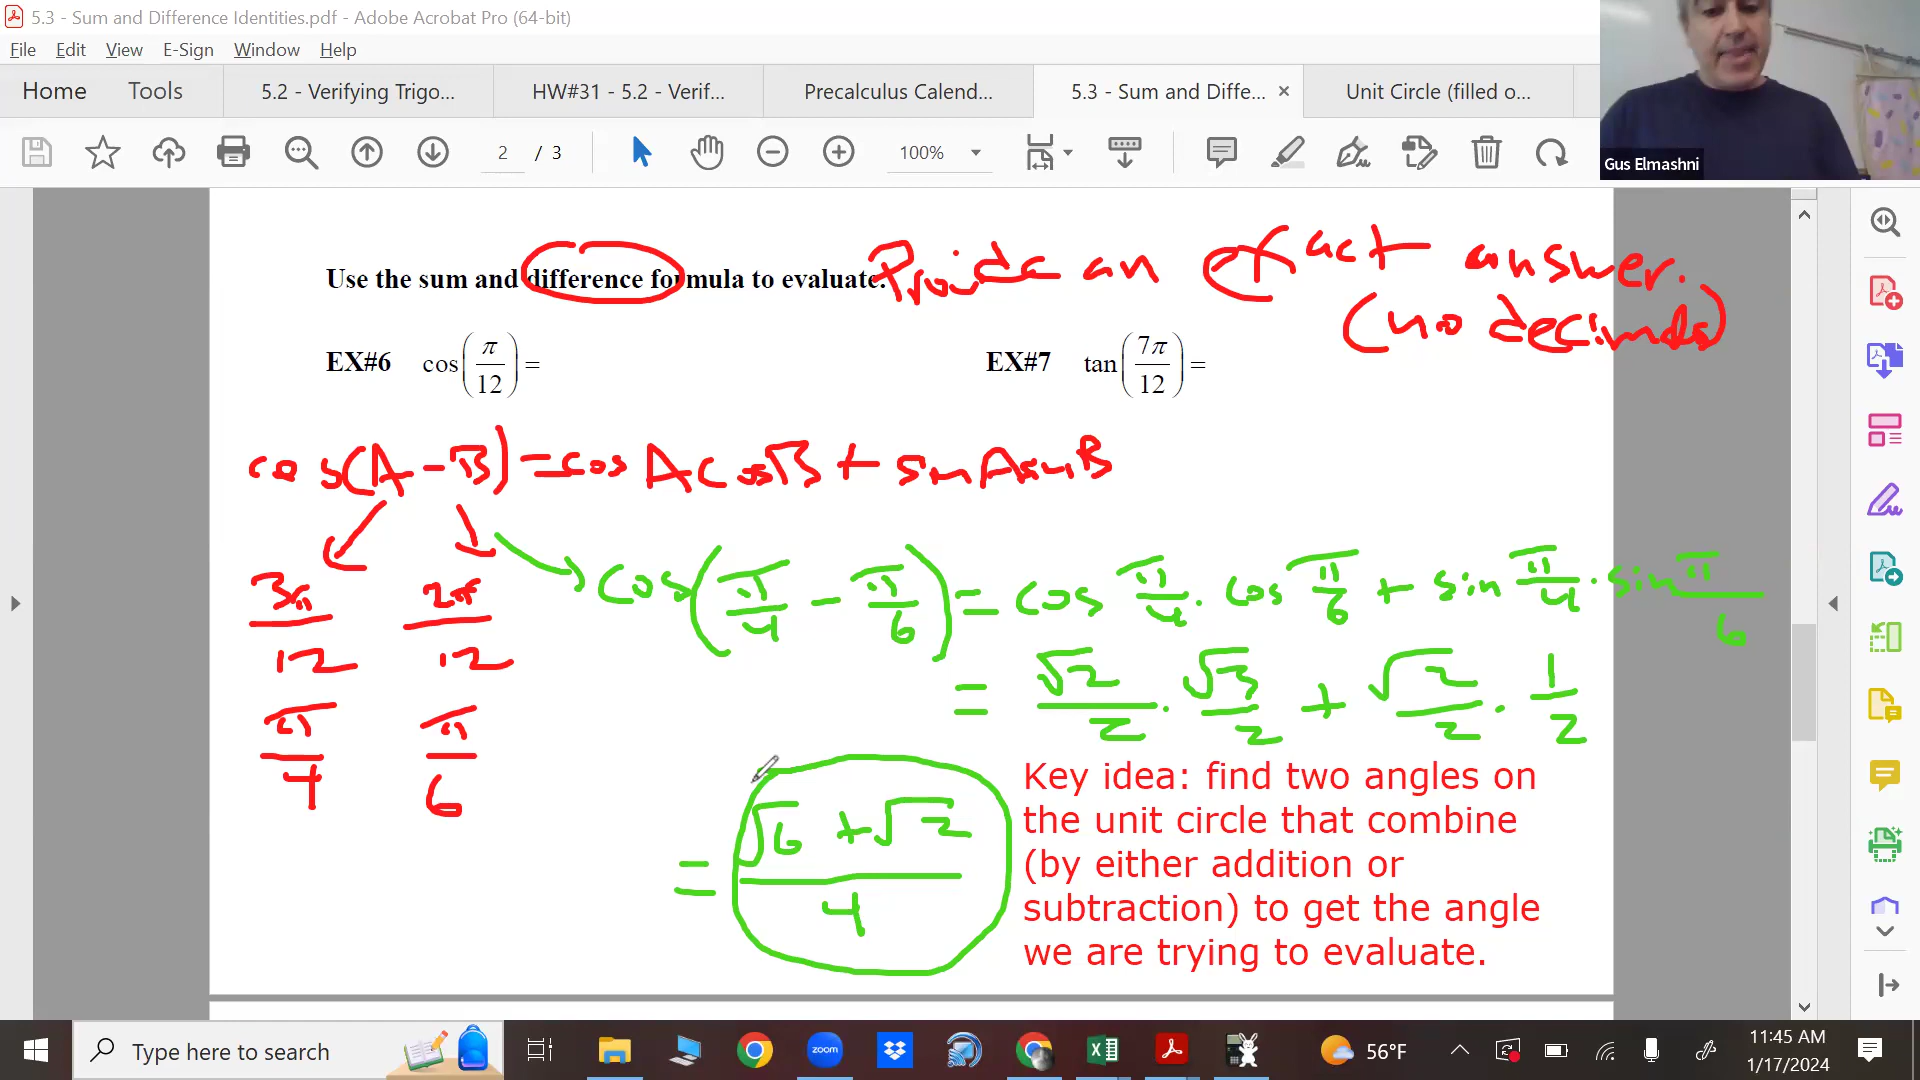 5.3 - Sum and Difference Identities.pdf - Adobe Acrobat Pro (64-bit)
File Edit View E-Sign Window Help
Home Tools 5.2 - Verifying Trigo... HW#31 - 5.2 - Verif... Precalculus Calend... 5.3 - Sum and Diffe... × Unit Circle (filled o...
2 / 3 100%
Gus Elmashni
Use the sum and difference formula to evaluate. Provide an exact answer.
(no decimals)
EX#6 cos(π/12) = EX#7 tan(7π/12) =
cos(A-B) = cosAcosB + sinAsinB
3π/12 2π/12 cos(π/4 - π/6) = cos π/4 · cos π/6 + sin π/4 · sin π/6
= √2/2 · √3/2 + √2/2 · 1/2
π/4 π/6
= √6 + √2 / 4
Key idea: find two angles on
the unit circle that combine
(by either addition or
subtraction) to get the angle
we are trying to evaluate.
Type here to search zoom 56°F 11:45 AM
1/17/2024